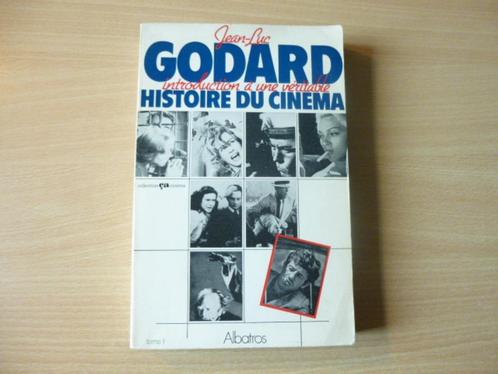 Jean-Luc
GODARD
introduction à une véritable
HISTOIRE DU CINÉMA
collection ça cinéma
tome 1
Albatros